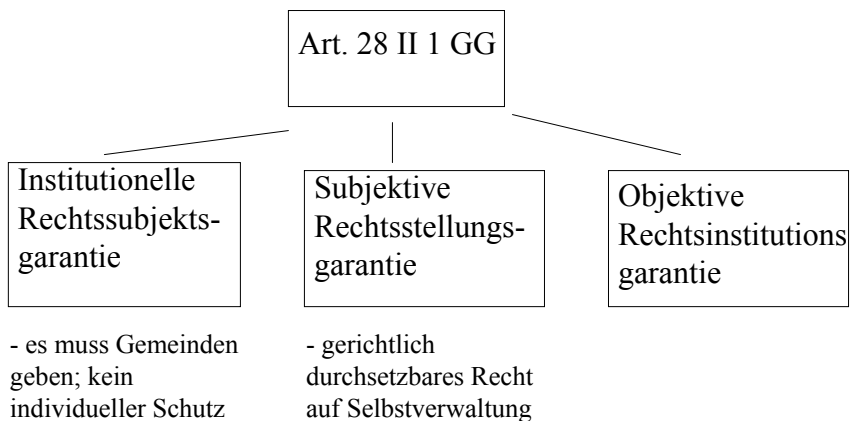 Art. 28 II 1 GG
Institutionelle
Rechtssubjekts-
garantie
Subjektive
Rechtsstellungs-
garantie
Objektive
Rechtsinstitutions
garantie
- es muss Gemeinden
geben; kein
individueller Schutz
- gerichtlich
durchsetzbares Recht
auf Selbstverwaltung